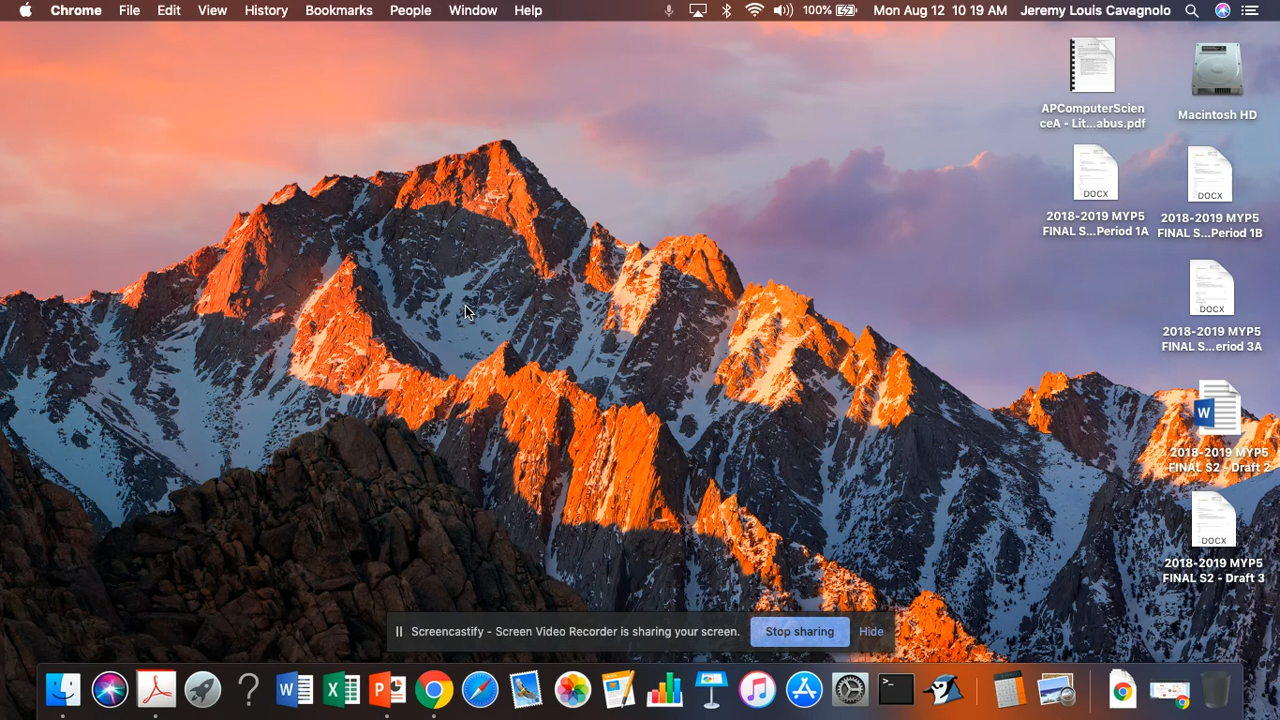 Chrome File Edit View History Bookmarks People Window Help 100% Mon Aug 12 10 19 AM Jeremy Louis Cavagnolo
APComputerScien
ceA - Lit...abus.pdf
Macintosh HD
DOCX
2018-2019 MYP5
FINAL S...Period 1A
DOCX
2018-2019 MYP5
FINAL S...Period 1B
DOCX
2018-2019 MYP5
FINAL S...eriod 3A
W
2018-2019 MYP5
FINAL S2 - Draft 2
DOCX
2018-2019 MYP5
FINAL S2 - Draft 3
Screencastify - Screen Video Recorder is sharing your screen. Stop sharing Hide